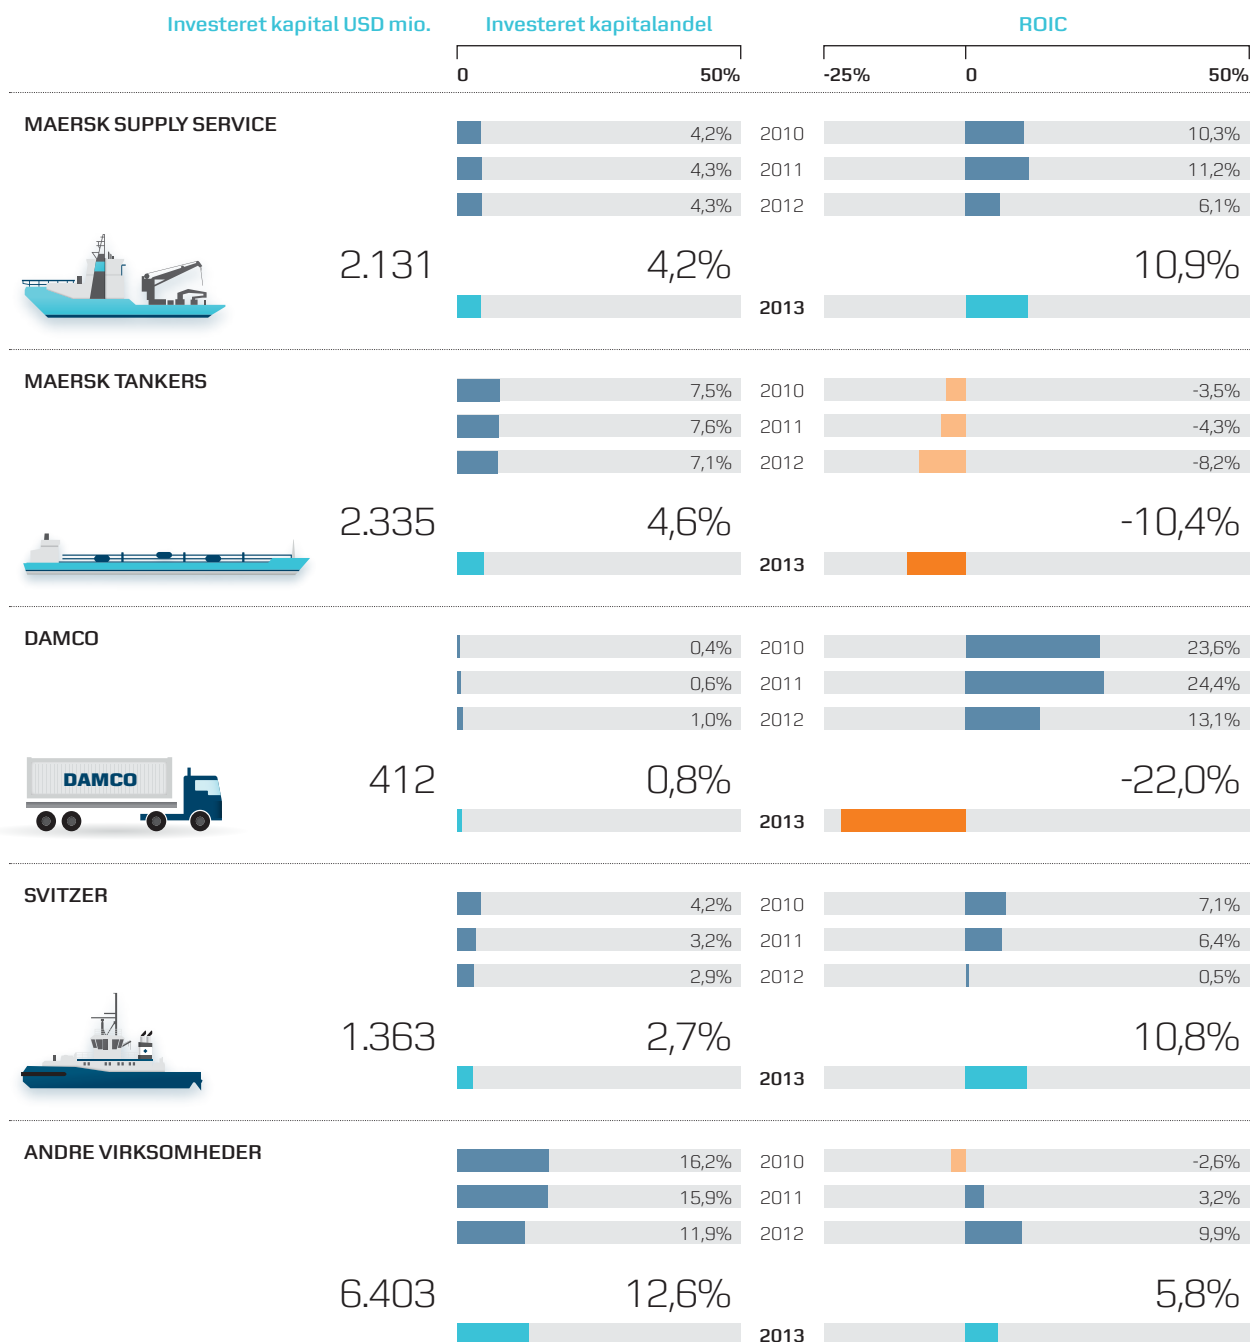 Investeret kapital USD mio. Investeret kapitalandel ROIC
0 50% -25% 0 50%
MAERSK SUPPLY SERVICE
4,2% 2010 10,3%
4,3% 2011 11,2%
4,3% 2012 6,1%
2.131 4,2% 10,9%
2013
MAERSK TANKERS
7,5% 2010 -3,5%
7,6% 2011 -4,3%
7,1% 2012 -8,2%
2.335 4,6% -10,4%
2013
DAMCO
0,4% 2010 23,6%
0,6% 2011 24,4%
1,0% 2012 13,1%
DAMCO
412 0,8% -22,0%
2013
SVITZER
4,2% 2010 7,1%
3,2% 2011 6,4%
2,9% 2012 0,5%
1.363 2,7% 10,8%
2013
ANDRE VIRKSOMHEDER
16,2% 2010 -2,6%
15,9% 2011 3,2%
11,9% 2012 9,9%
6.403 12,6% 5,8%
2013